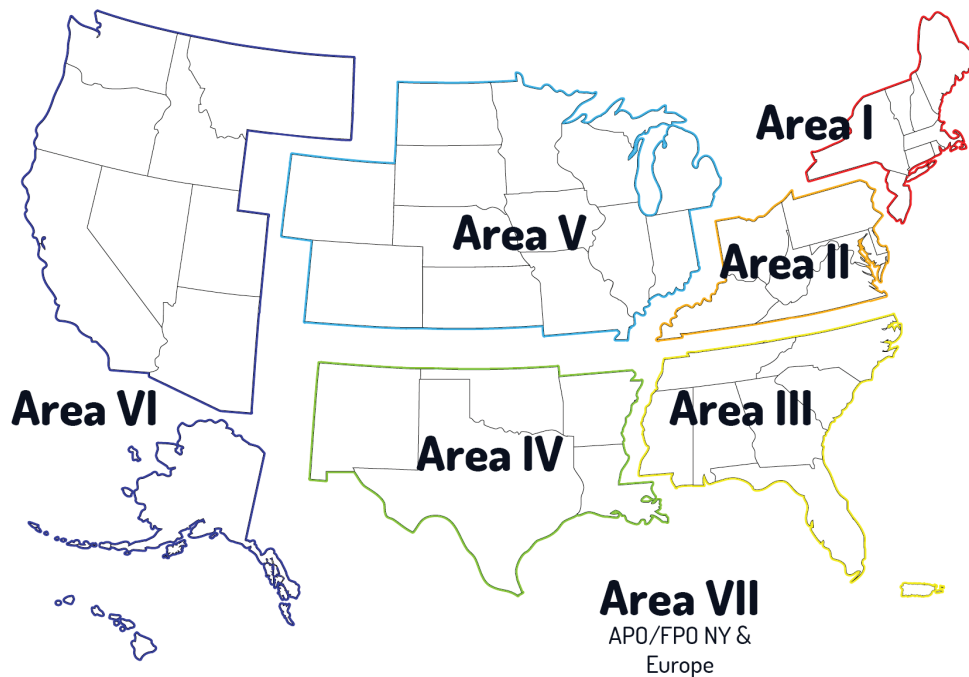 Area I
Area V
Area II
Area VI
Area III
Area IV
Area VII
APO/FPO NY &
Europe